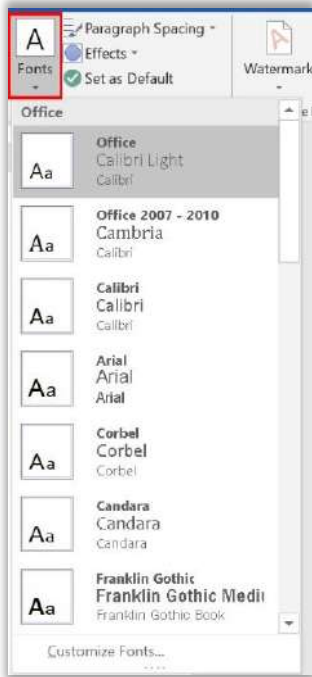 A
Fonts
Paragraph Spacing
Effects
Set as Default
Watermark
Office
Aa
Office
Calibri Light
Calibri
Aa
Office 2007 - 2010
Cambria
Calibri
Aa
Calibri
Calibri
Calibri
Aa
Arial
Arial
Arial
Aa
Corbel
Corbel
Corbel
Aa
Candara
Candara
Candara
Aa
Franklin Gothic
Franklin Gothic Mediu
Franklin Gothic Book
Customize Fonts...